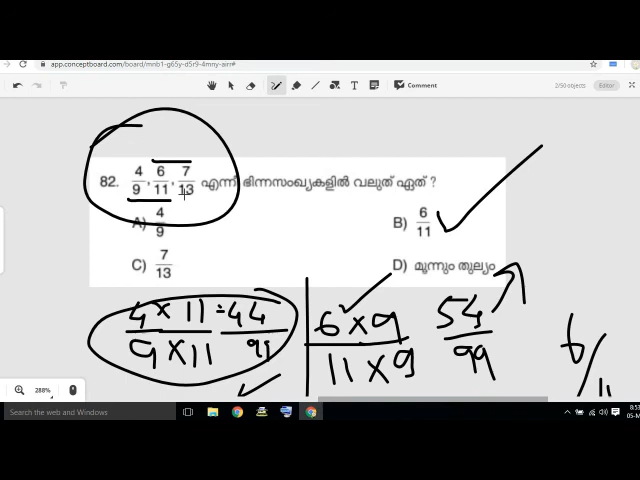 app.conceptboard.com/board/mnb1-g65y-d5r9-4mny-airr#
Comment
2/50 objects
Editor
82. 4/9, 6/11, 7/13 എന്നീ ഭിന്നസംഖ്യകളിൽ വലുത് ഏത് ?
A) 4/9
B) 6/11
C) 7/13
D) മൂന്നും തുല്യം
4 × 11 = 44
9 × 11 99
6 × 9 54
11 × 9 99
6/11
288%
Search the web and Windows
8:53